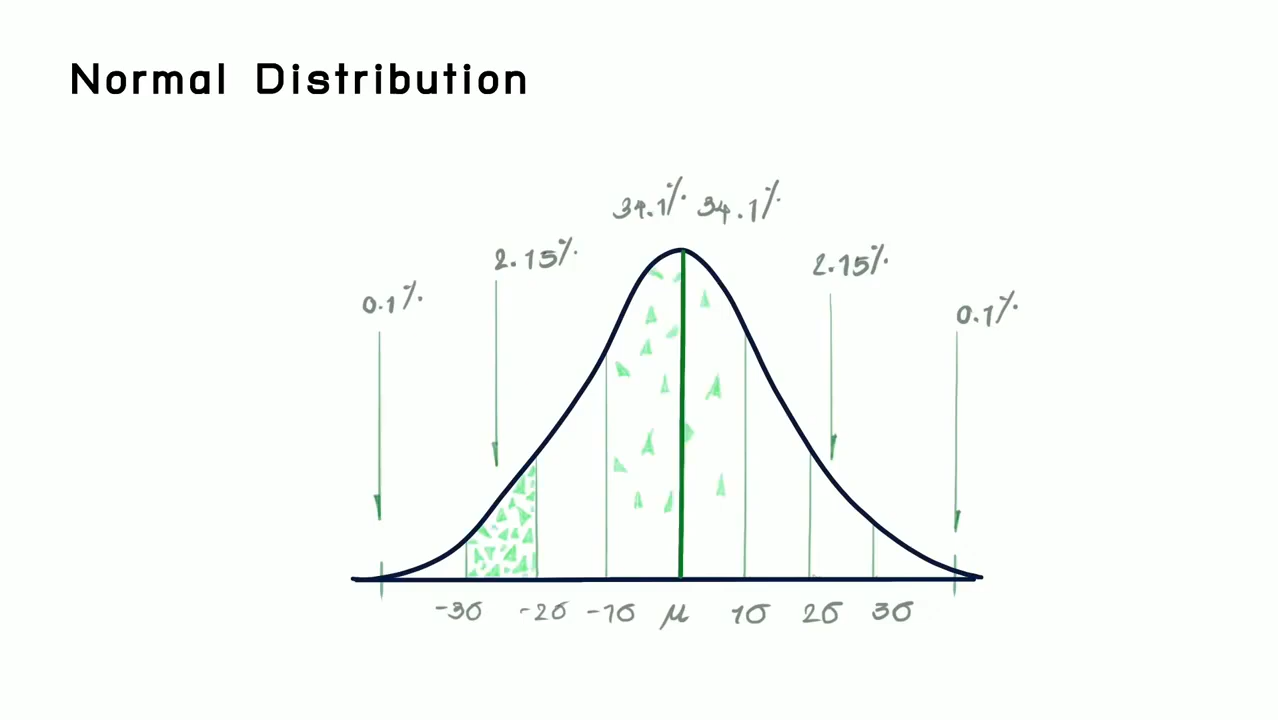 Normal Distribution
34.1% 34.1%
2.15% 2.15%
0.1% 0.1%
-3σ -2σ -1σ μ 1σ 2σ 3σ